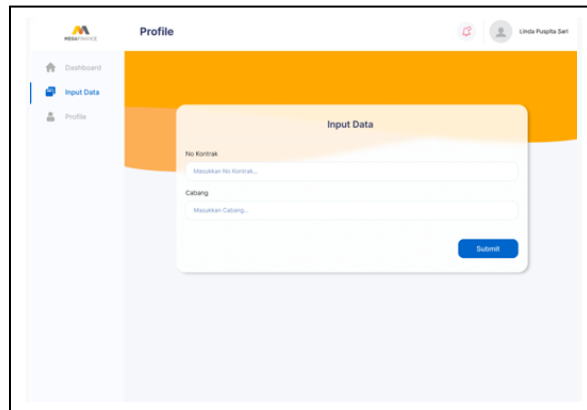 MEGAFINANCE
Profile
Linda Puspita Sari
Dashboard
Input Data
Profile
Input Data
No Kontrak
Masukkan No Kontrak...
Cabang
Masukkan Cabang...
Submit